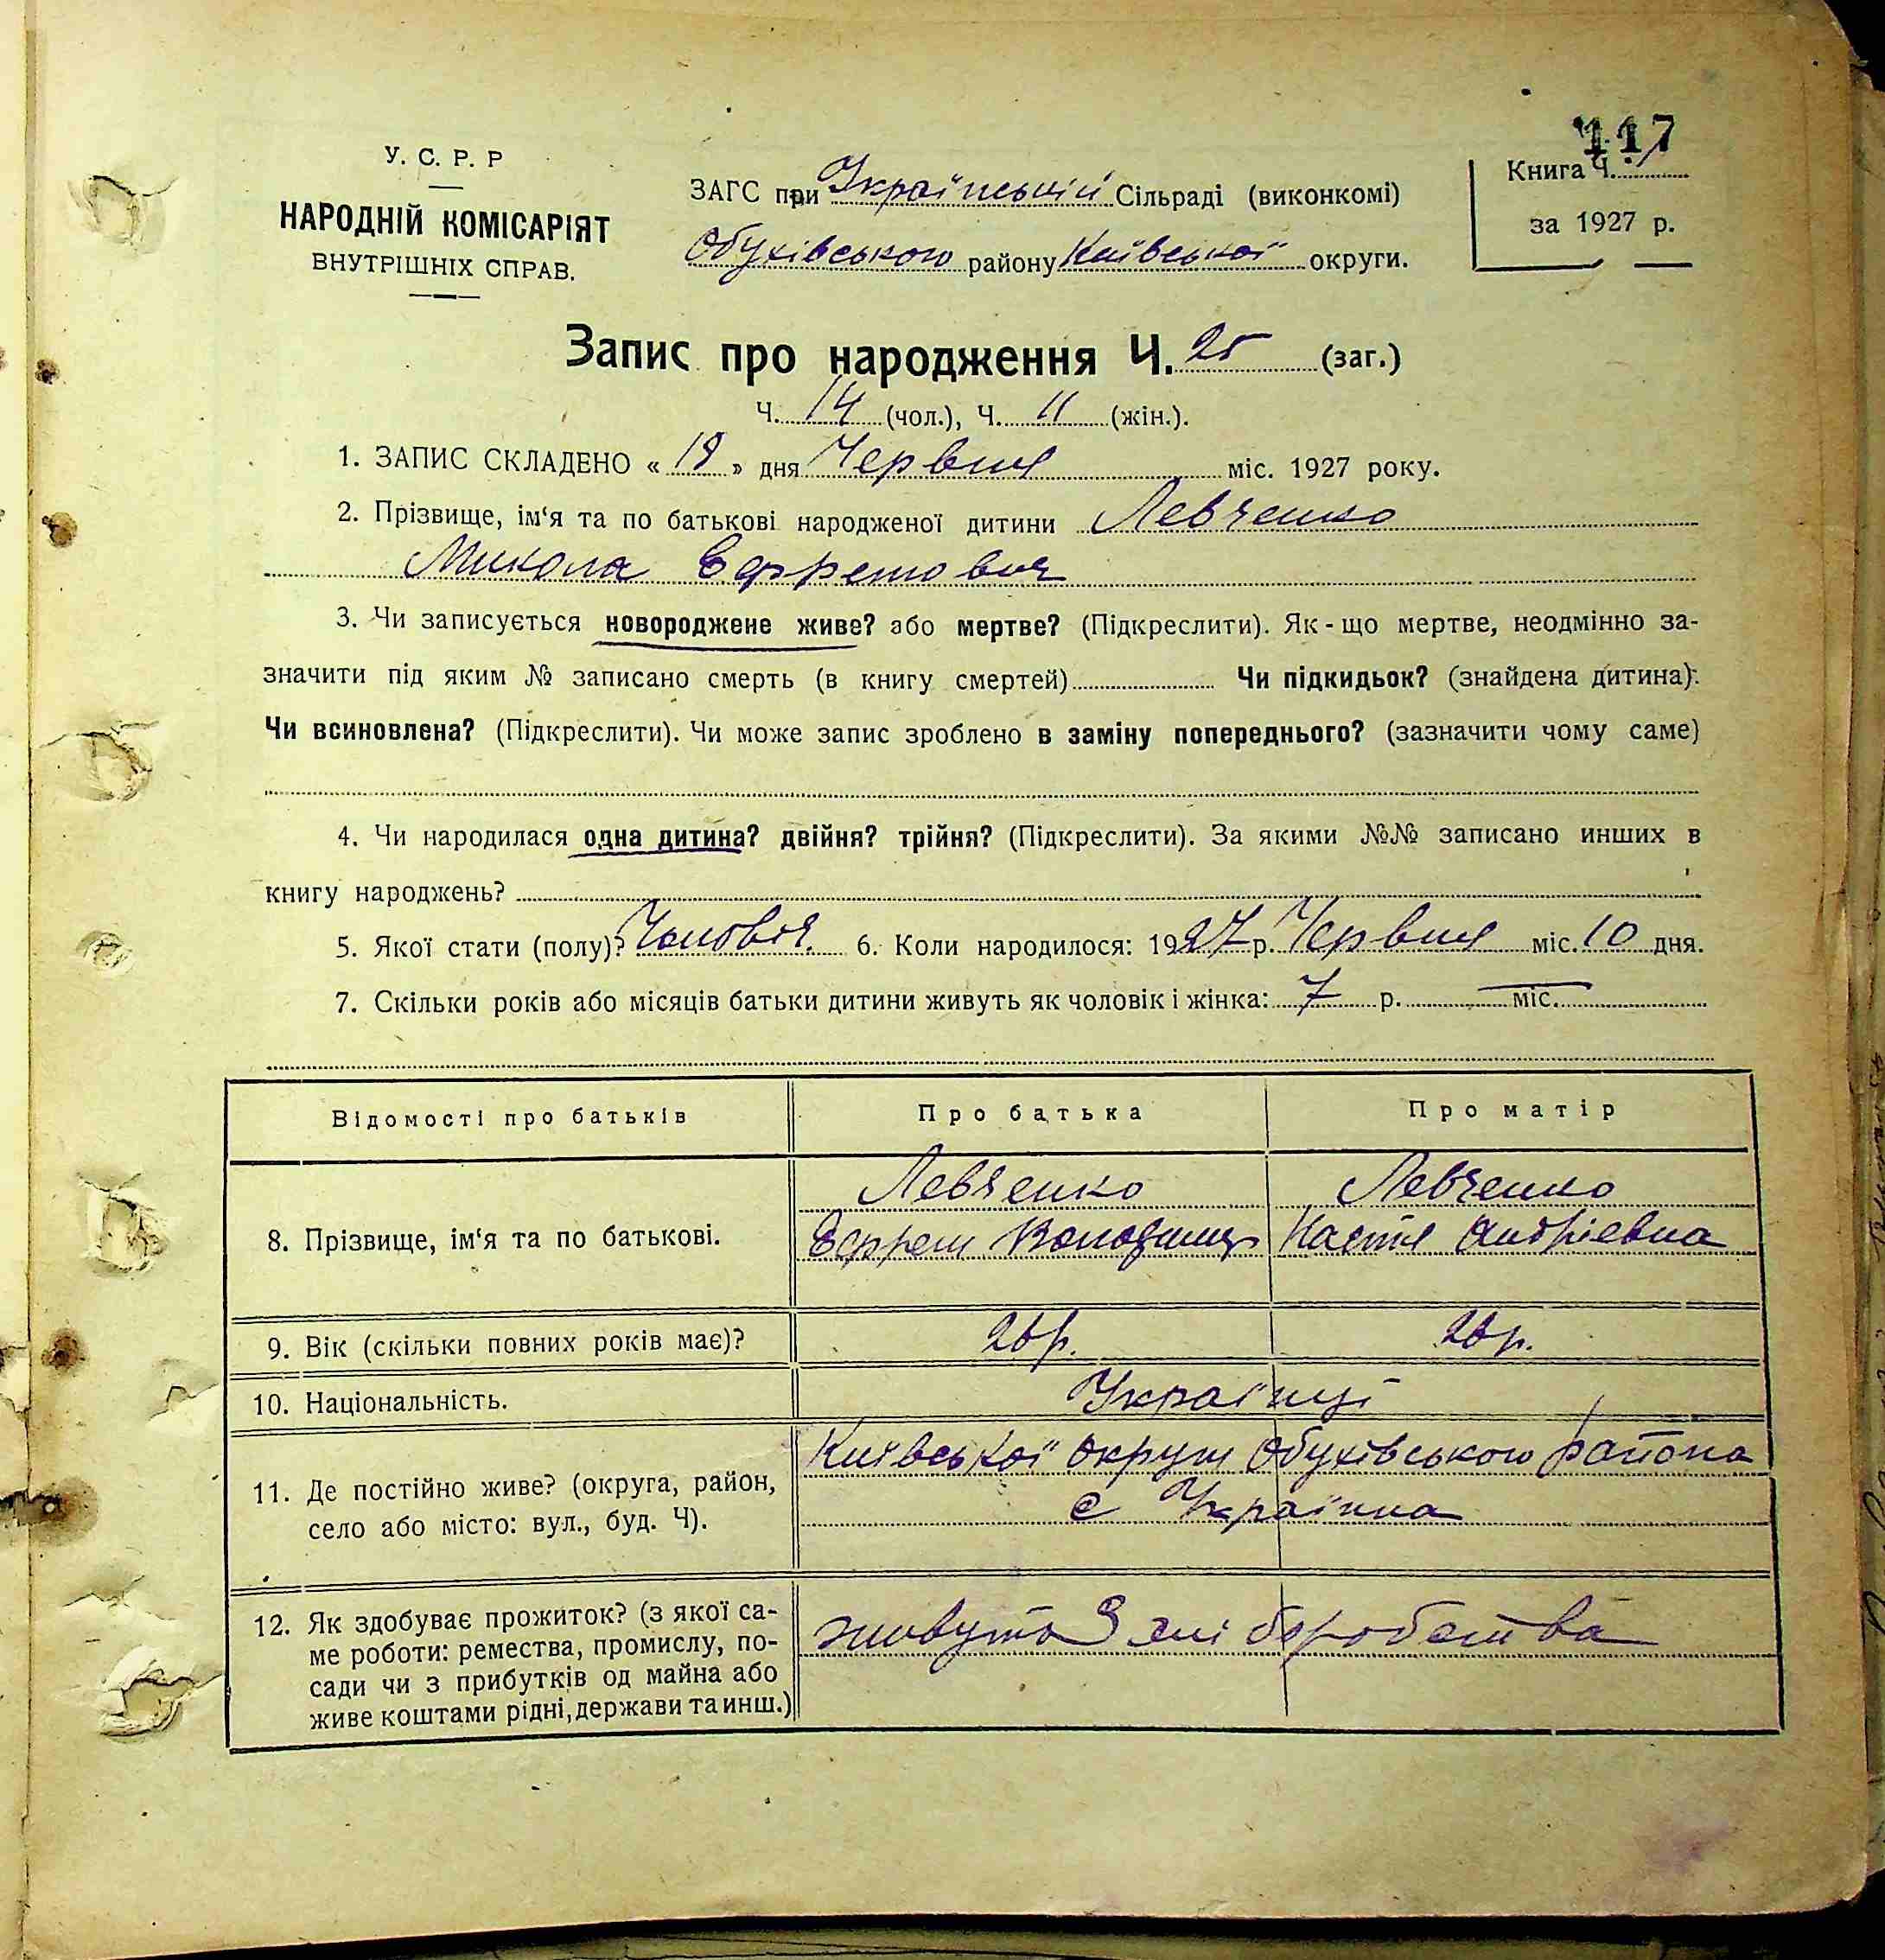 117
У. С. Р. Р
НАРОДНІЙ КОМІСАРІЯТ
ВНУТРІШНІХ СПРАВ.
ЗАГС при Українській Сільраді (виконкомі)
Обухівського району Київської округи.
Книга Ч.
за 1927 р.
Запис про народження Ч. 25 (заг.)
Ч. 14 (чол.), Ч. 11 (жін.).
1. ЗАПИС СКЛАДЕНО « 18 » дня Червня міс. 1927 року.
2. Прізвище, ім‘я та по батькові народженої дитини Левченко
Микола Ефремович
3. Чи записується новороджене живе? або мертве? (Підкреслити). Як-що мертве, неодмінно за-
значити під яким № записано смерть (в книгу смертей) Чи підкидьок? (знайдена дитина).
Чи всиновлена? (Підкреслити). Чи може запис зроблено в заміну попереднього? (зазначити чому саме)
4. Чи народилася одна дитина? двійня? трійня? (Підкреслити). За якими №№ записано инших в
книгу народжень?
5. Якої стати (полу)? Чоловіч. 6. Коли народилося: 1927 р. Червня міс. 10 дня.
7. Скільки років або місяців батьки дитини живуть як чоловік і жінка: 7 р. — міс.
Відомості про батьків Про батька Про матір
Левченко Левченко
8. Прізвище, ім‘я та по батькові. Ефрем Володимир Настя Андріевна
9. Вік (скільки повних років має)? 26 р. 26 р.
10. Національність. Українці
Київської округи Обухівського района
11. Де постійно живе? (округа, район,
село або місто: вул., буд. Ч). с Українка
12. Як здобуває прожиток? (з якої са-
ме роботи: ремества, промислу, по- живуть З хліборобства
сади чи з прибутків од майна або
живе коштами рідні, держави та инш.)